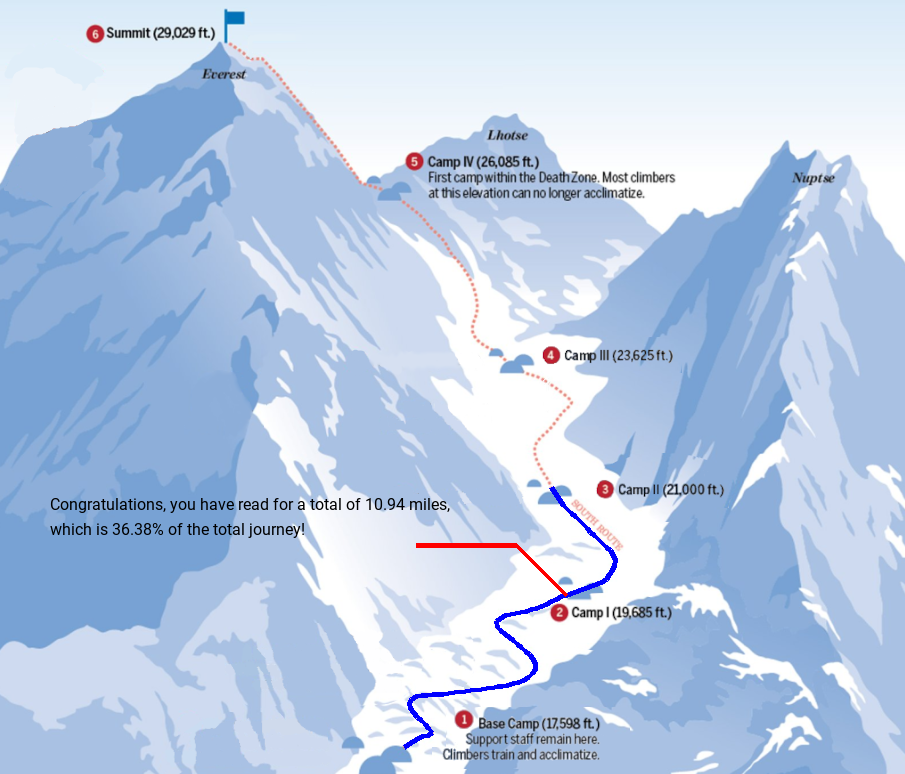 6 Summit (29,029 ft.)
Everest
Lhotse
5 Camp IV (26,085 ft.)
First camp within the Death Zone. Most climbers
at this elevation can no longer acclimatize.
Nuptse
4 Camp III (23,625 ft.)
3 Camp II (21,000 ft.)
SOUTH ROUTE
Congratulations, you have read for a total of 10.94 miles,
which is 36.38% of the total journey!
2 Camp I (19,685 ft.)
1 Base Camp (17,598 ft.)
Support staff remain here.
Climbers train and acclimatize.